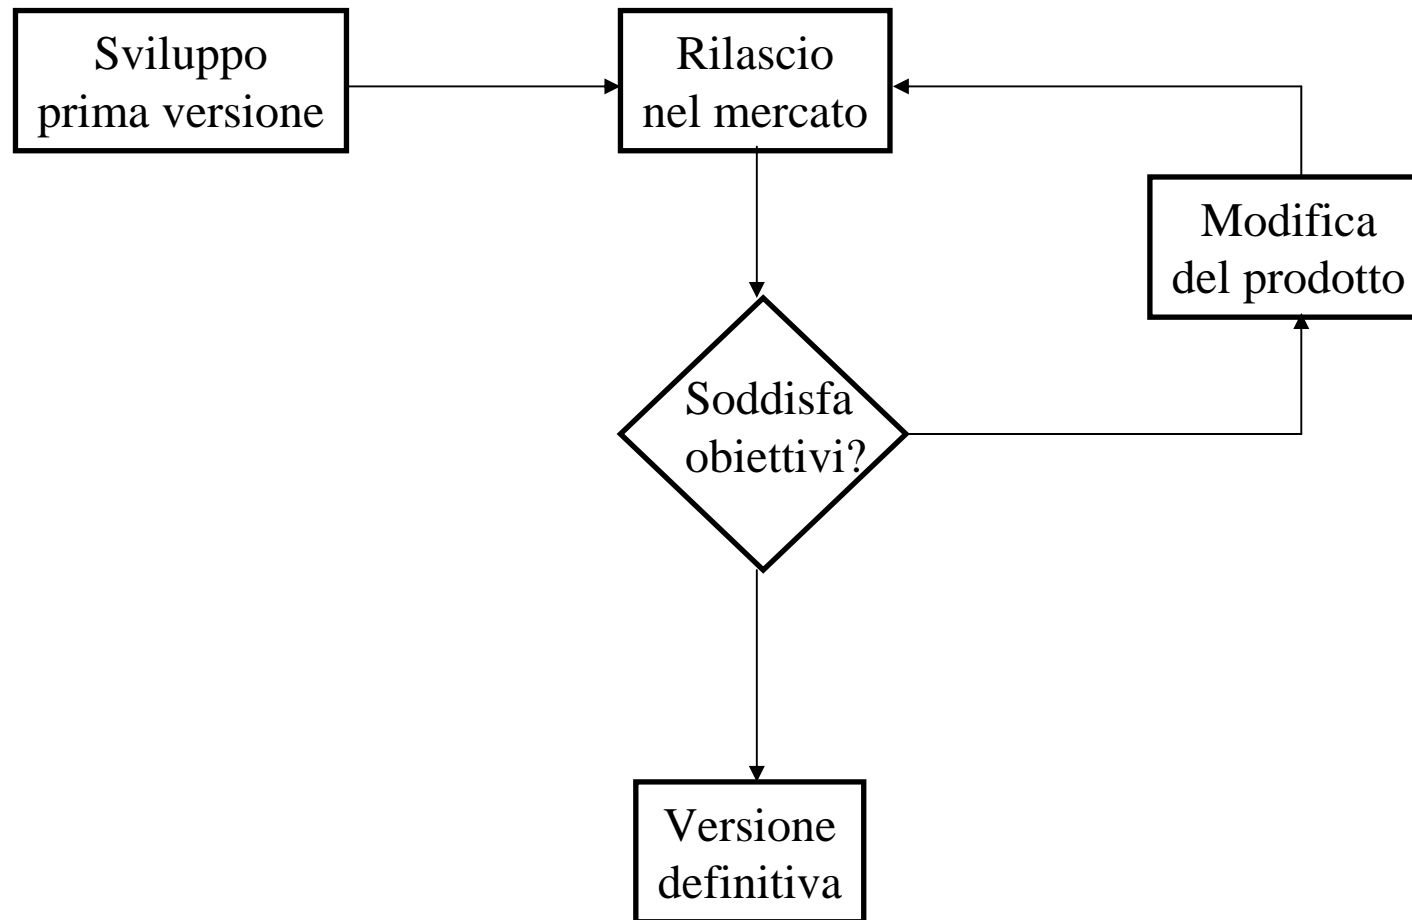 Sviluppo
prima versione
Rilascio
nel mercato
Modifica
del prodotto
Soddisfa
obiettivi?
Versione
definitiva